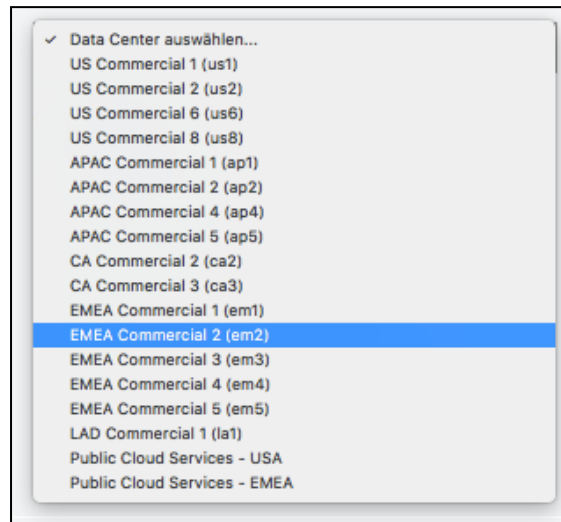 ✓ Data Center auswählen...
US Commercial 1 (us1)
US Commercial 2 (us2)
US Commercial 6 (us6)
US Commercial 8 (us8)
APAC Commercial 1 (ap1)
APAC Commercial 2 (ap2)
APAC Commercial 4 (ap4)
APAC Commercial 5 (ap5)
CA Commercial 2 (ca2)
CA Commercial 3 (ca3)
EMEA Commercial 1 (em1)
EMEA Commercial 2 (em2)
EMEA Commercial 3 (em3)
EMEA Commercial 4 (em4)
EMEA Commercial 5 (em5)
LAD Commercial 1 (la1)
Public Cloud Services - USA
Public Cloud Services - EMEA